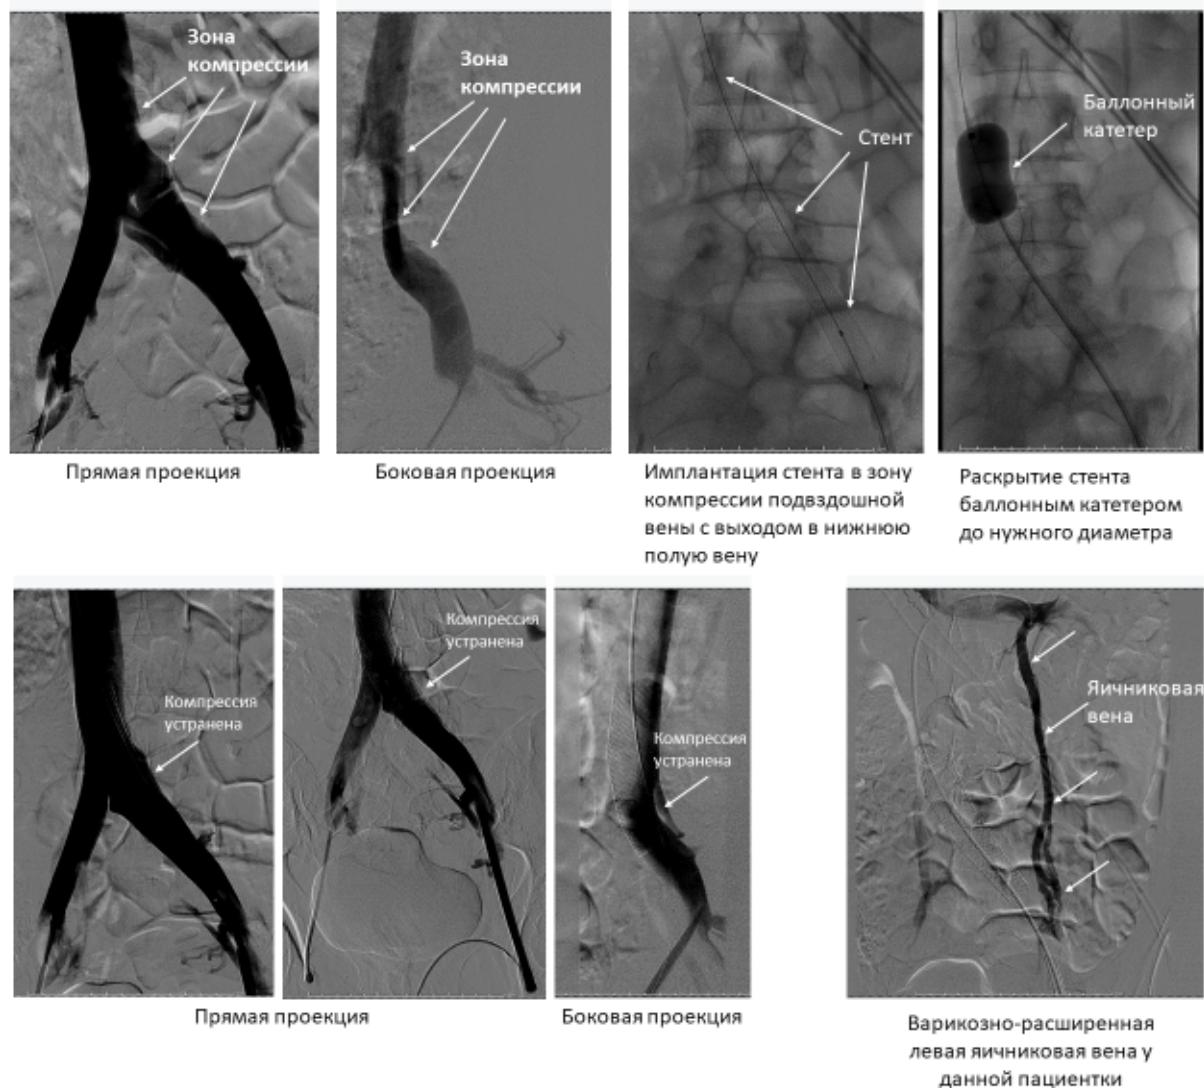 Зона
компрессии
Зона
компрессии
Стент
Баллонный
катетер
Прямая проекция
Боковая проекция
Имплантация стента в зону
компрессии подвздошной
вены с выходом в нижнюю
полую вену
Раскрытие стента
баллонным катетером
до нужного диаметра
Компрессия
устранена
Компрессия
устранена
Компрессия
устранена
Яичниковая
вена
Прямая проекция
Боковая проекция
Варикозно-расширенная
левая яичниковая вена у
данной пациентки